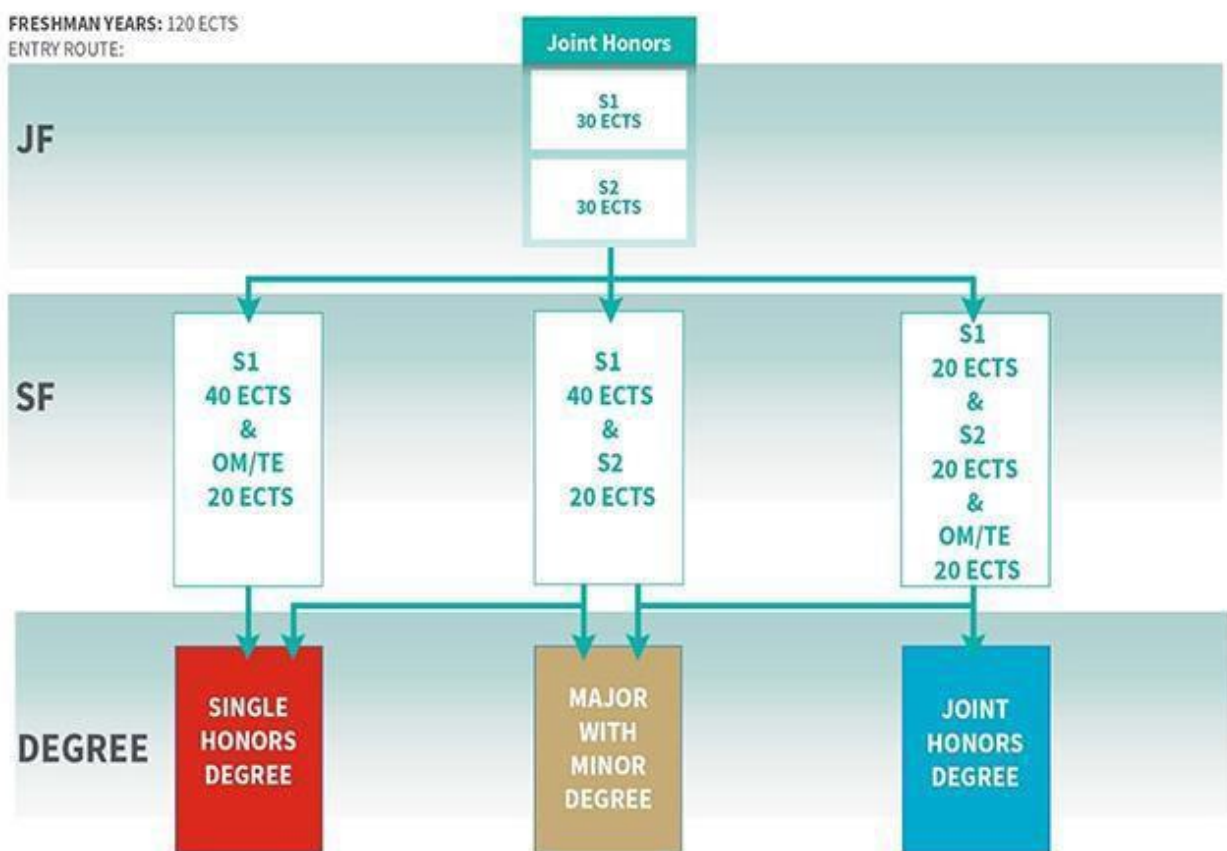 FRESHMAN YEARS: 120 ECTS
ENTRY ROUTE:
Joint Honors
JF
S1
30 ECTS
S2
30 ECTS
SF
S1
40 ECTS
&
OM/TE
20 ECTS
S1
40 ECTS
&
S2
20 ECTS
S1
20 ECTS
&
S2
20 ECTS
&
OM/TE
20 ECTS
DEGREE
SINGLE
HONORS
DEGREE
MAJOR
WITH
MINOR
DEGREE
JOINT
HONORS
DEGREE